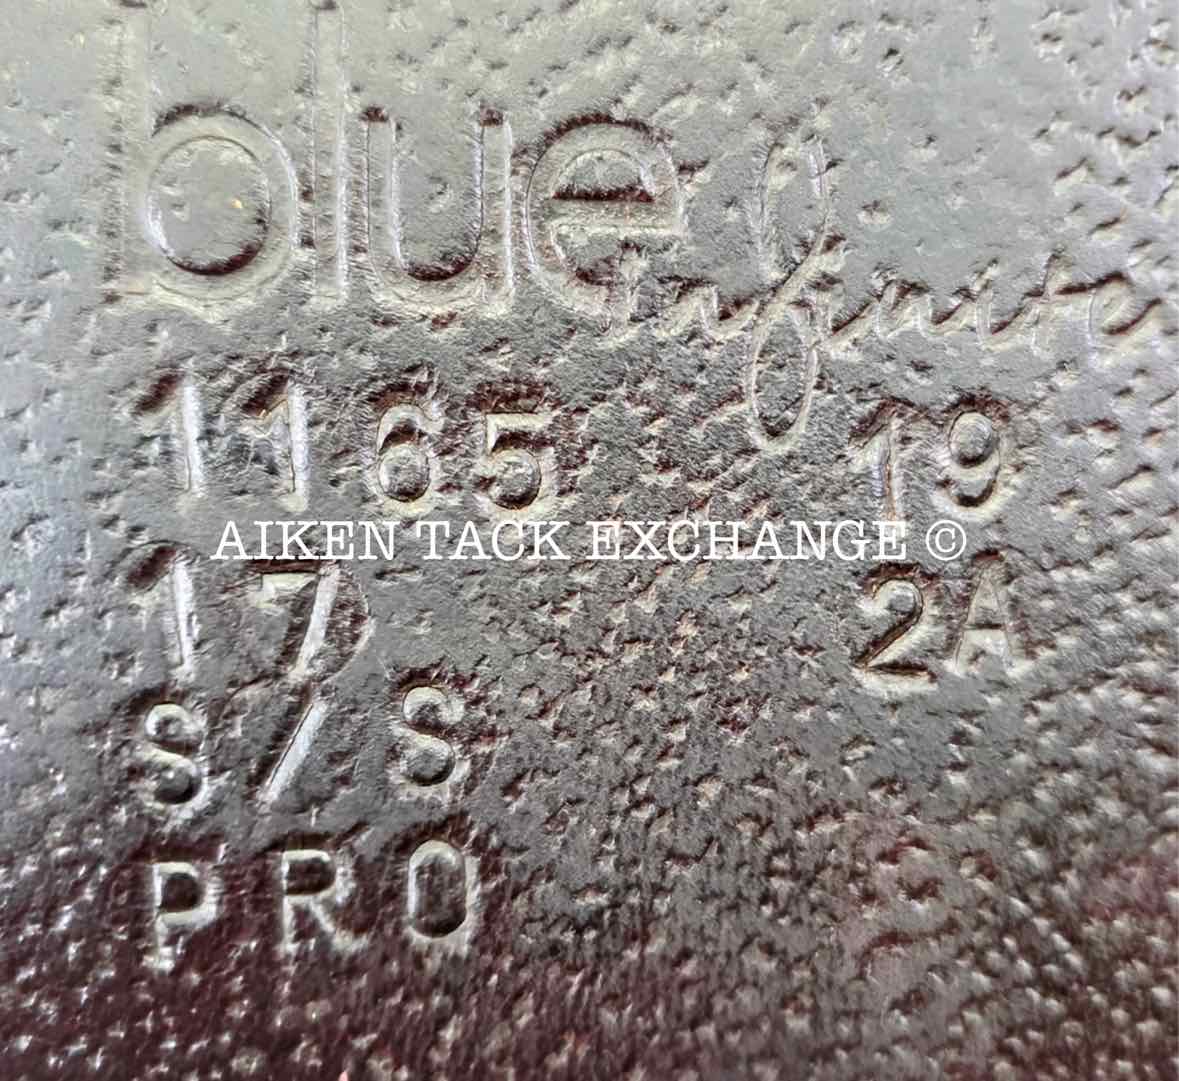 blue infinite
1165 19
AIKEN TACK EXCHANGE ©
17 2A
S/S
PRO